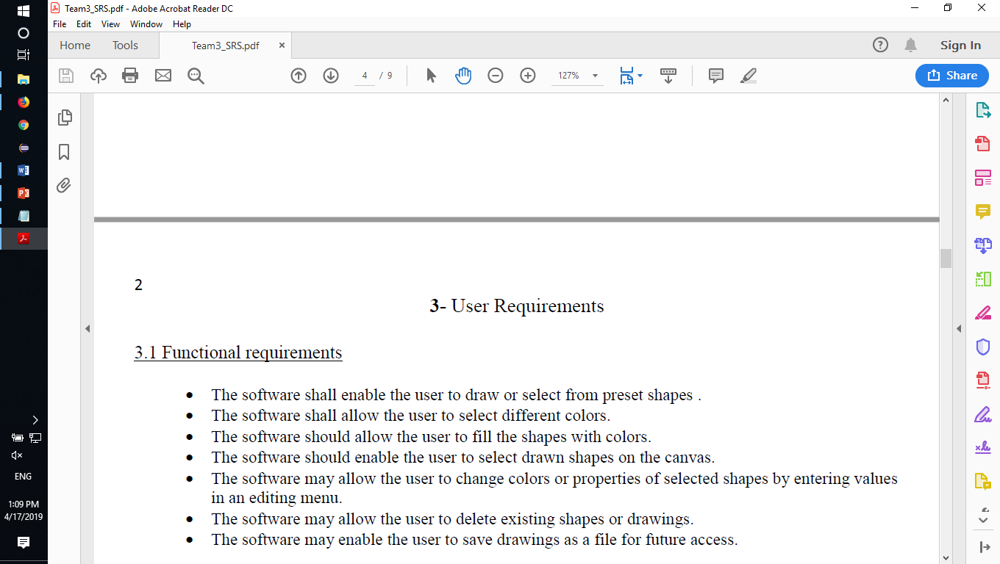 Team3_SRS.pdf - Adobe Acrobat Reader DC
File Edit View Window Help
Home Tools Team3_SRS.pdf × Sign In
4 / 9 127% Share
2
3- User Requirements
3.1 Functional requirements
• The software shall enable the user to draw or select from preset shapes .
• The software shall allow the user to select different colors.
• The software should allow the user to fill the shapes with colors.
• The software should enable the user to select drawn shapes on the canvas.
• The software may allow the user to change colors or properties of selected shapes by entering values
in an editing menu.
• The software may allow the user to delete existing shapes or drawings.
• The software may enable the user to save drawings as a file for future access.
ENG
1:09 PM
4/17/2019